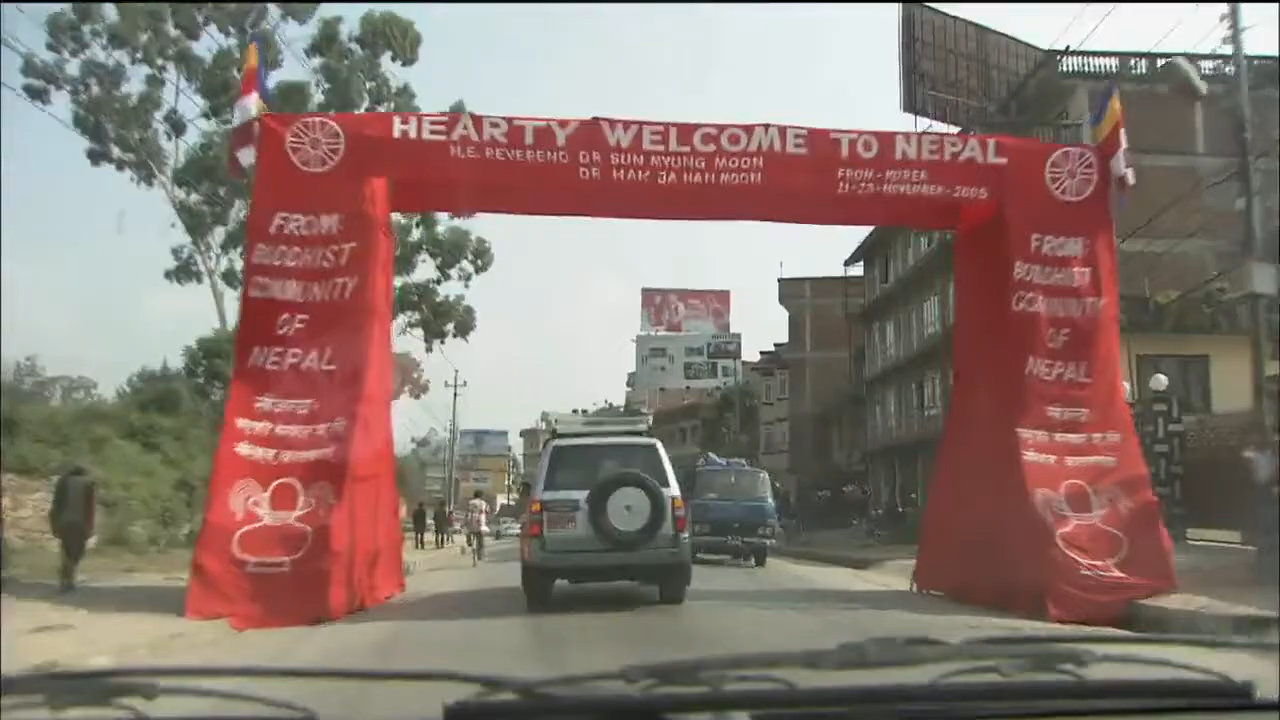 HEARTY WELCOME TO NEPAL
H.E. REVEREND DR SUN MYUNG MOON
DR HAK JA HAN MOON
FROM-KOREA
21-23-NOVEMBER-2005
FROM
BUDDHIST
COMMUNITY
OF
NEPAL
FROM
BUDDHIST
COMMUNITY
OF
NEPAL